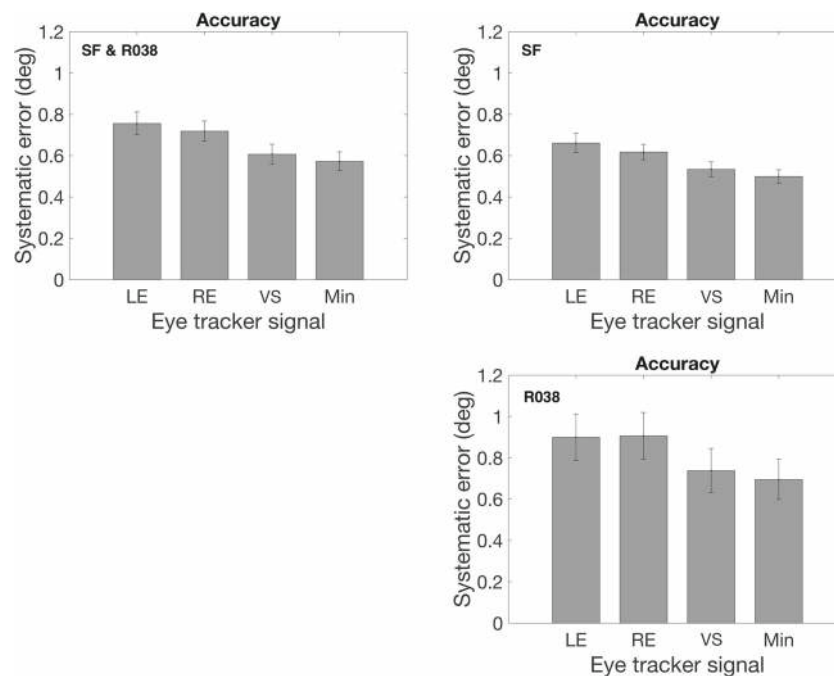 Accuracy
SF & R038
Systematic error (deg)
1.2
1
0.8
0.6
0.4
0.2
0
LE RE VS Min
Eye tracker signal
Accuracy
SF
Systematic error (deg)
1.2
1
0.8
0.6
0.4
0.2
0
LE RE VS Min
Eye tracker signal
Accuracy
R038
Systematic error (deg)
1.2
1
0.8
0.6
0.4
0.2
0
LE RE VS Min
Eye tracker signal